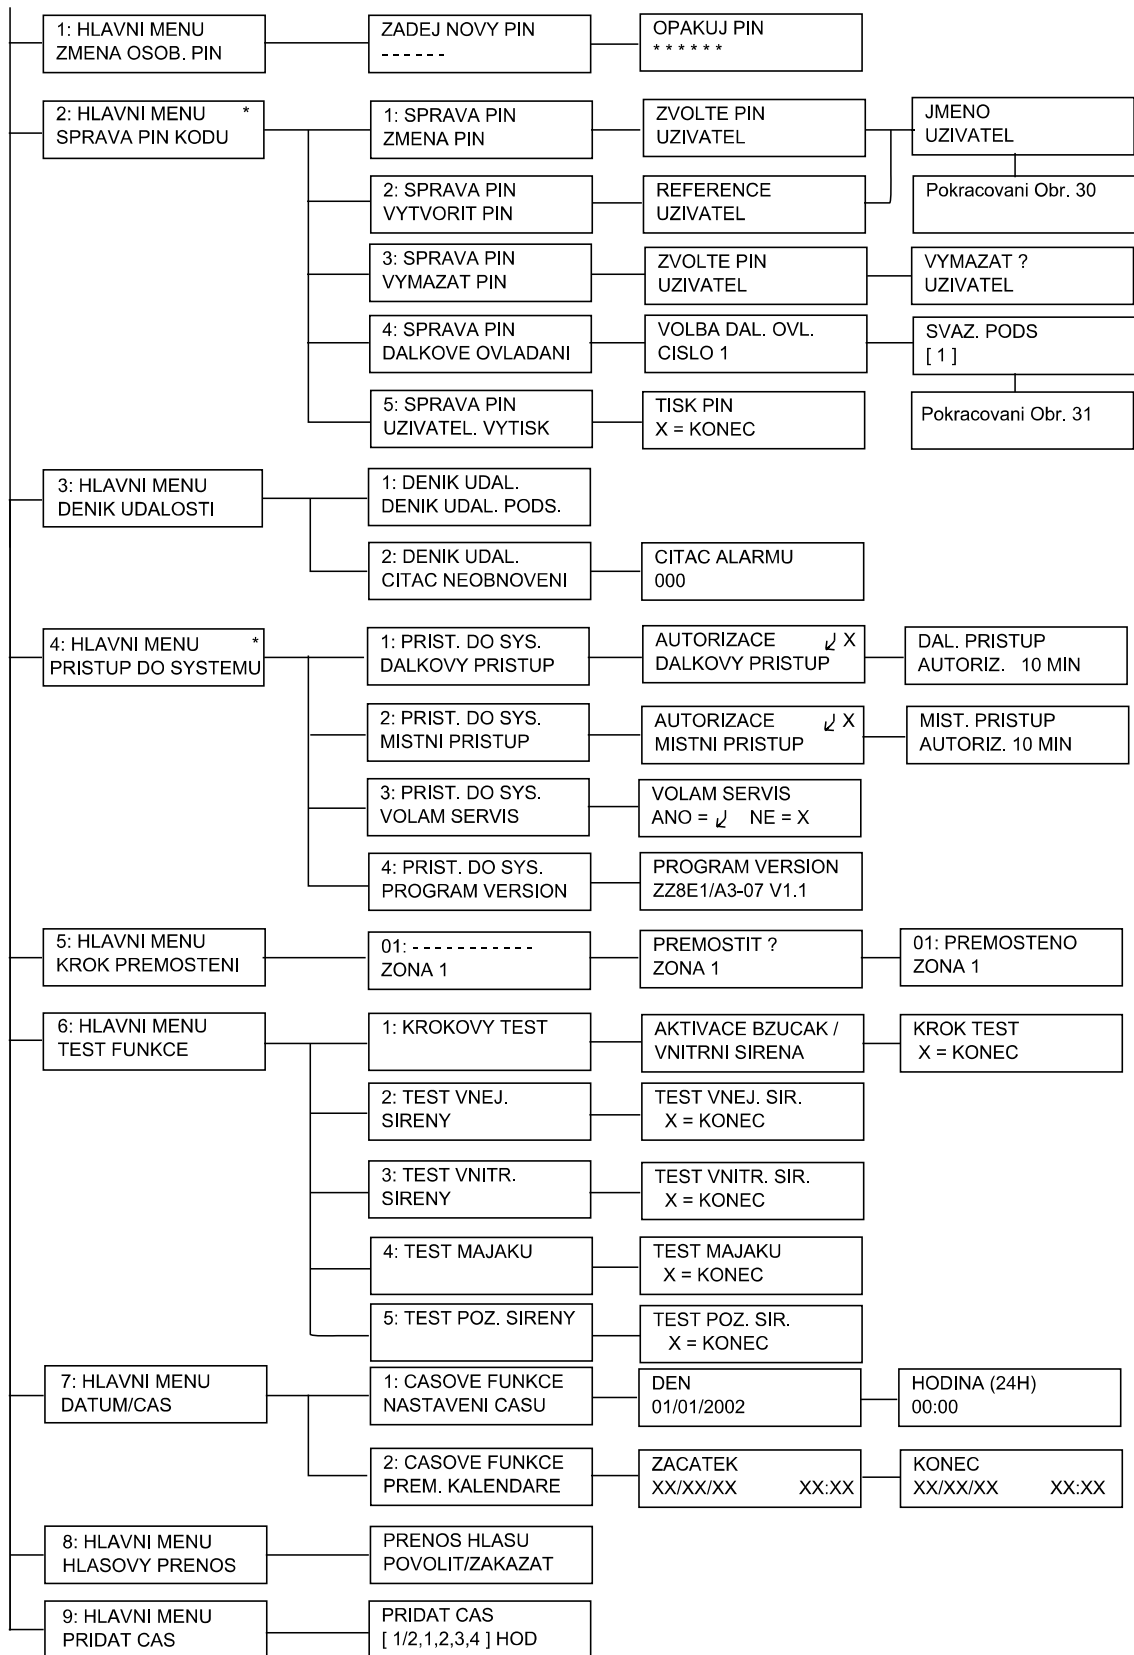 1: HLAVNI MENU
ZMENA OSOB. PIN
ZADEJ NOVY PIN
- - - - - -
OPAKUJ PIN
* * * * * *
2: HLAVNI MENU *
SPRAVA PIN KODU
1: SPRAVA PIN
ZMENA PIN
ZVOLTE PIN
UZIVATEL
JMENO
UZIVATEL
2: SPRAVA PIN
VYTVORIT PIN
REFERENCE
UZIVATEL
Pokracovani Obr. 30
3: SPRAVA PIN
VYMAZAT PIN
ZVOLTE PIN
UZIVATEL
VYMAZAT ?
UZIVATEL
4: SPRAVA PIN
DALKOVE OVLADANI
VOLBA DAL. OVL.
CISLO 1
SVAZ. PODS
[ 1 ]
5: SPRAVA PIN
UZIVATEL. VYTISK
TISK PIN
X = KONEC
Pokracovani Obr. 31
3: HLAVNI MENU
DENIK UDALOSTI
1: DENIK UDAL.
DENIK UDAL. PODS.
2: DENIK UDAL.
CITAC NEOBNOVENI
CITAC ALARMU
000
4: HLAVNI MENU *
PRISTUP DO SYSTEMU
1: PRIST. DO SYS.
DALKOVY PRISTUP
AUTORIZACE ↲ X
DALKOVY PRISTUP
DAL. PRISTUP
AUTORIZ. 10 MIN
2: PRIST. DO SYS.
MISTNI PRISTUP
AUTORIZACE ↲ X
MISTNI PRISTUP
MIST. PRISTUP
AUTORIZ. 10 MIN
3: PRIST. DO SYS.
VOLAM SERVIS
VOLAM SERVIS
ANO = ↲ NE = X
4: PRIST. DO SYS.
PROGRAM VERSION
PROGRAM VERSION
ZZ8E1/A3-07 V1.1
5: HLAVNI MENU
KROK PREMOSTENI
01: - - - - - - - - - - -
ZONA 1
PREMOSTIT ?
ZONA 1
01: PREMOSTENO
ZONA 1
6: HLAVNI MENU
TEST FUNKCE
1: KROKOVY TEST
AKTIVACE BZUCAK /
VNITRNI SIRENA
KROK TEST
X = KONEC
2: TEST VNEJ.
SIRENY
TEST VNEJ. SIR.
X = KONEC
3: TEST VNITR.
SIRENY
TEST VNITR. SIR.
X = KONEC
4: TEST MAJAKU
TEST MAJAKU
X = KONEC
5: TEST POZ. SIRENY
TEST POZ. SIR.
X = KONEC
7: HLAVNI MENU
DATUM/CAS
1: CASOVE FUNKCE
NASTAVENI CASU
DEN
01/01/2002
HODINA (24H)
00:00
2: CASOVE FUNKCE
PREM. KALENDARE
ZACATEK
XX/XX/XX XX:XX
KONEC
XX/XX/XX XX:XX
8: HLAVNI MENU
HLASOVY PRENOS
PRENOS HLASU
POVOLIT/ZAKAZAT
9: HLAVNI MENU
PRIDAT CAS
PRIDAT CAS
[ 1/2,1,2,3,4 ] HOD